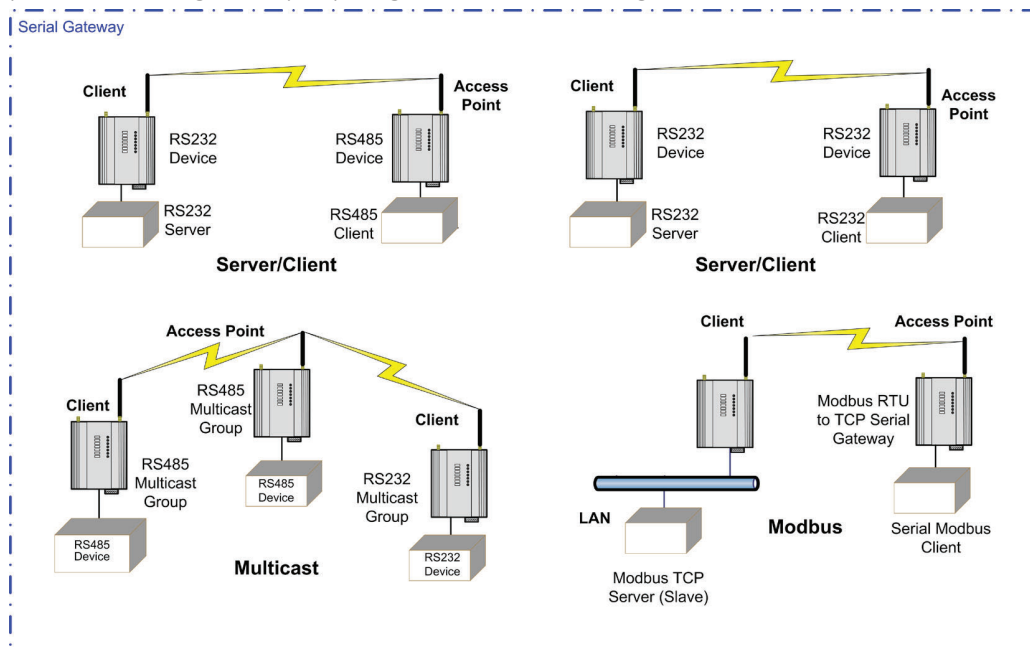 Serial Gateway
Client
Access
Point
RS232
Device
RS485
Device
RS232
Server
RS485
Client
Server/Client
Client
Access
Point
RS232
Device
RS232
Device
RS232
Server
RS232
Client
Server/Client
Access Point
Client
RS485
Multicast
Group
RS485
Multicast
Group
Client
RS232
Multicast
Group
RS485
Device
RS485
Device
RS232
Device
Multicast
Client
Access Point
Modbus RTU
to TCP Serial
Gateway
LAN
Modbus
Serial Modbus
Client
Modbus TCP
Server (Slave)